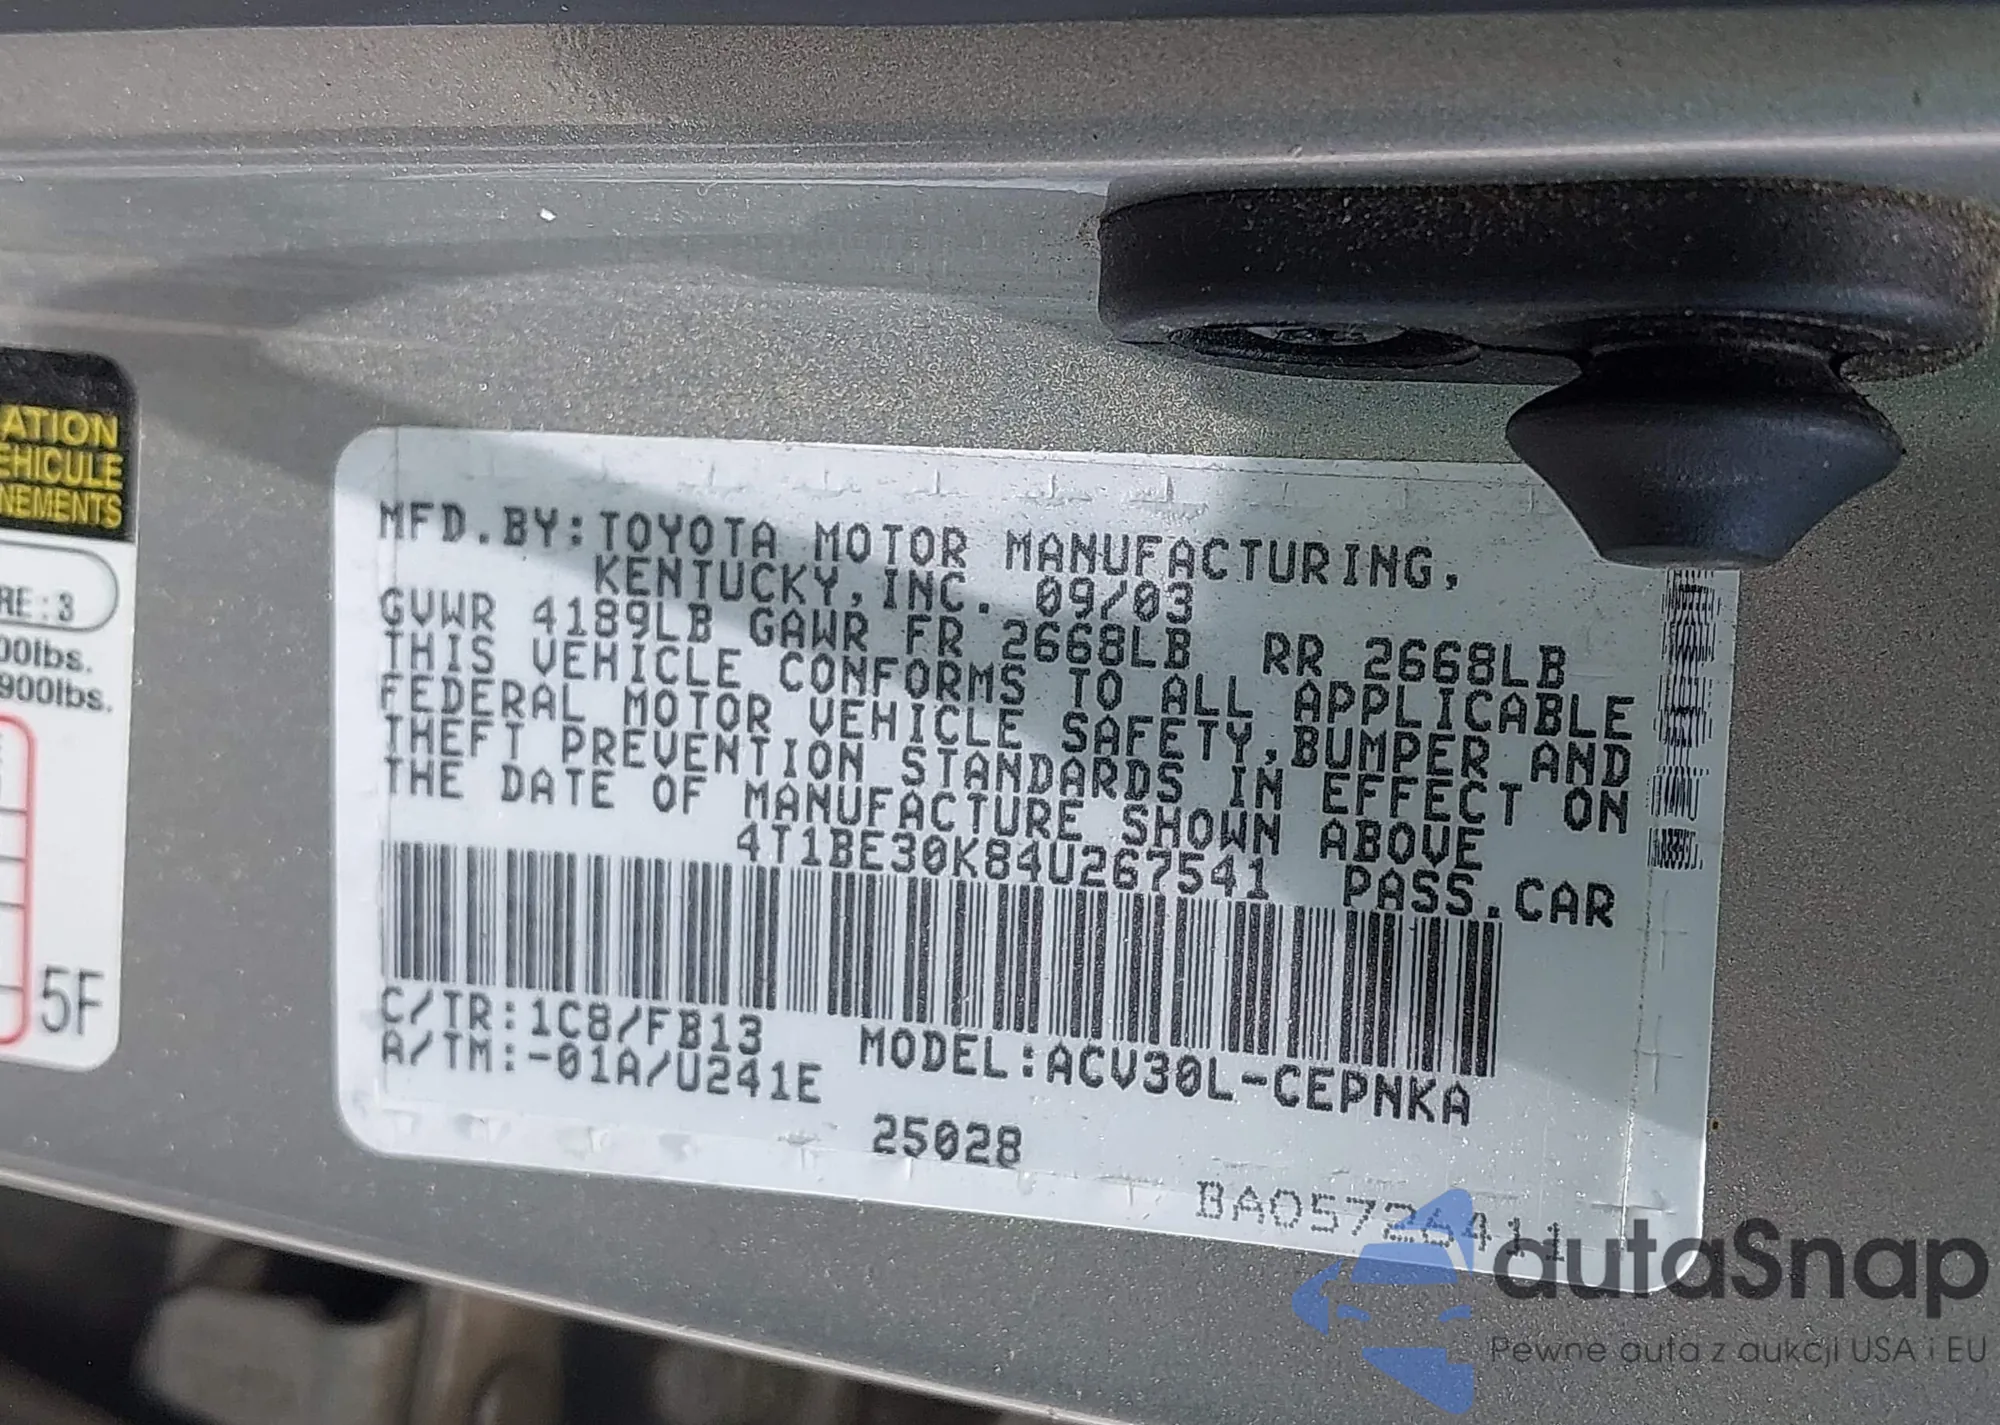 ATION
EHICULE
NEMENTS
RE : 3
00lbs.
900lbs.
5F
MFD.BY:TOYOTA MOTOR MANUFACTURING,
KENTUCKY,INC. 09/03
GVWR 4189LB GAWR FR 2668LB RR 2668LB
THIS VEHICLE CONFORMS TO ALL APPLICABLE
FEDERAL MOTOR VEHICLE SAFETY,BUMPER AND
THEFT PREVENTION STANDARDS IN EFFECT ON
THE DATE OF MANUFACTURE SHOWN ABOVE
4T1BE30K84U267541 PASS.CAR
C/TR:1C8/FB13
A/TM:-01A/U241E
MODEL:ACV30L-CEPNKA
25028
BA05726411
autaSnap
Pewne auta z aukcji USA i EU